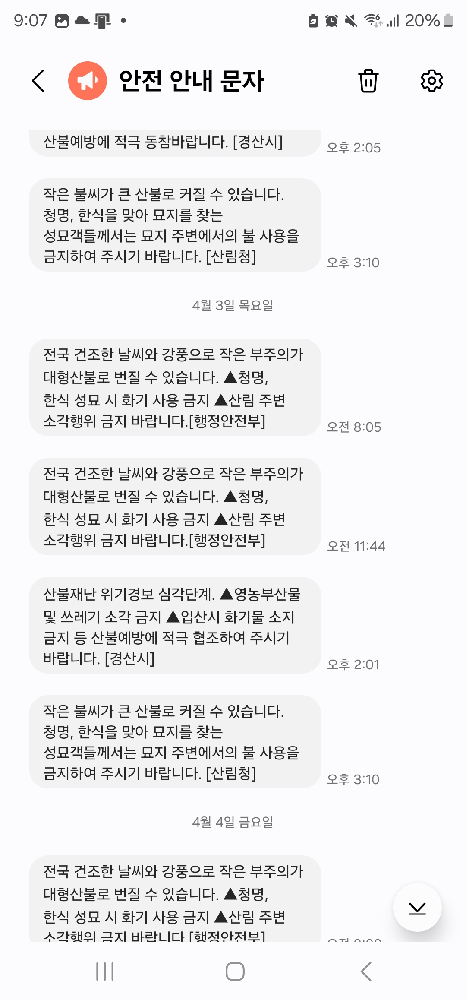 9:07
6
20%
안전 안내 문자
산불예방에 적극 동참바랍니다. [경산시]
오후 2:05
작은 불씨가 큰 산불로 커질 수 있습니다.
청명, 한식을 맞아 묘지를 찾는
성묘객들께서는 묘지 주변에서의 불 사용을
금지하여 주시기 바랍니다. [산림청]
오후 3:10
4월 3일 목요일
전국 건조한 날씨와 강풍으로 작은 부주의가
대형산불로 번질 수 있습니다. ▲청명,
한식 성묘 시 화기 사용 금지 ▲산림 주변
소각행위 금지 바랍니다.[행정안전부]
오전 8:05
전국 건조한 날씨와 강풍으로 작은 부주의가
대형산불로 번질 수 있습니다. ▲청명,
한식 성묘 시 화기 사용 금지 ▲산림 주변
소각행위 금지 바랍니다.[행정안전부]
오전 11:44
산불재난 위기경보 심각단계. ▲영농부산물
및 쓰레기 소각 금지 ▲입산시 화기물 소지
금지 등 산불예방에 적극 협조하여 주시기
바랍니다. [경산시]
오후 2:01
작은 불씨가 큰 산불로 커질 수 있습니다.
청명, 한식을 맞아 묘지를 찾는
성묘객들께서는 묘지 주변에서의 불 사용을
금지하여 주시기 바랍니다. [산림청]
오후 3:10
4월 4일 금요일
전국 건조한 날씨와 강풍으로 작은 부주의가
대형산불로 번질 수 있습니다. ▲청명,
한식 성묘 시 화기 사용 금지 ▲산림 주변
소각행위 금지 바랍니다.[행정안전부]